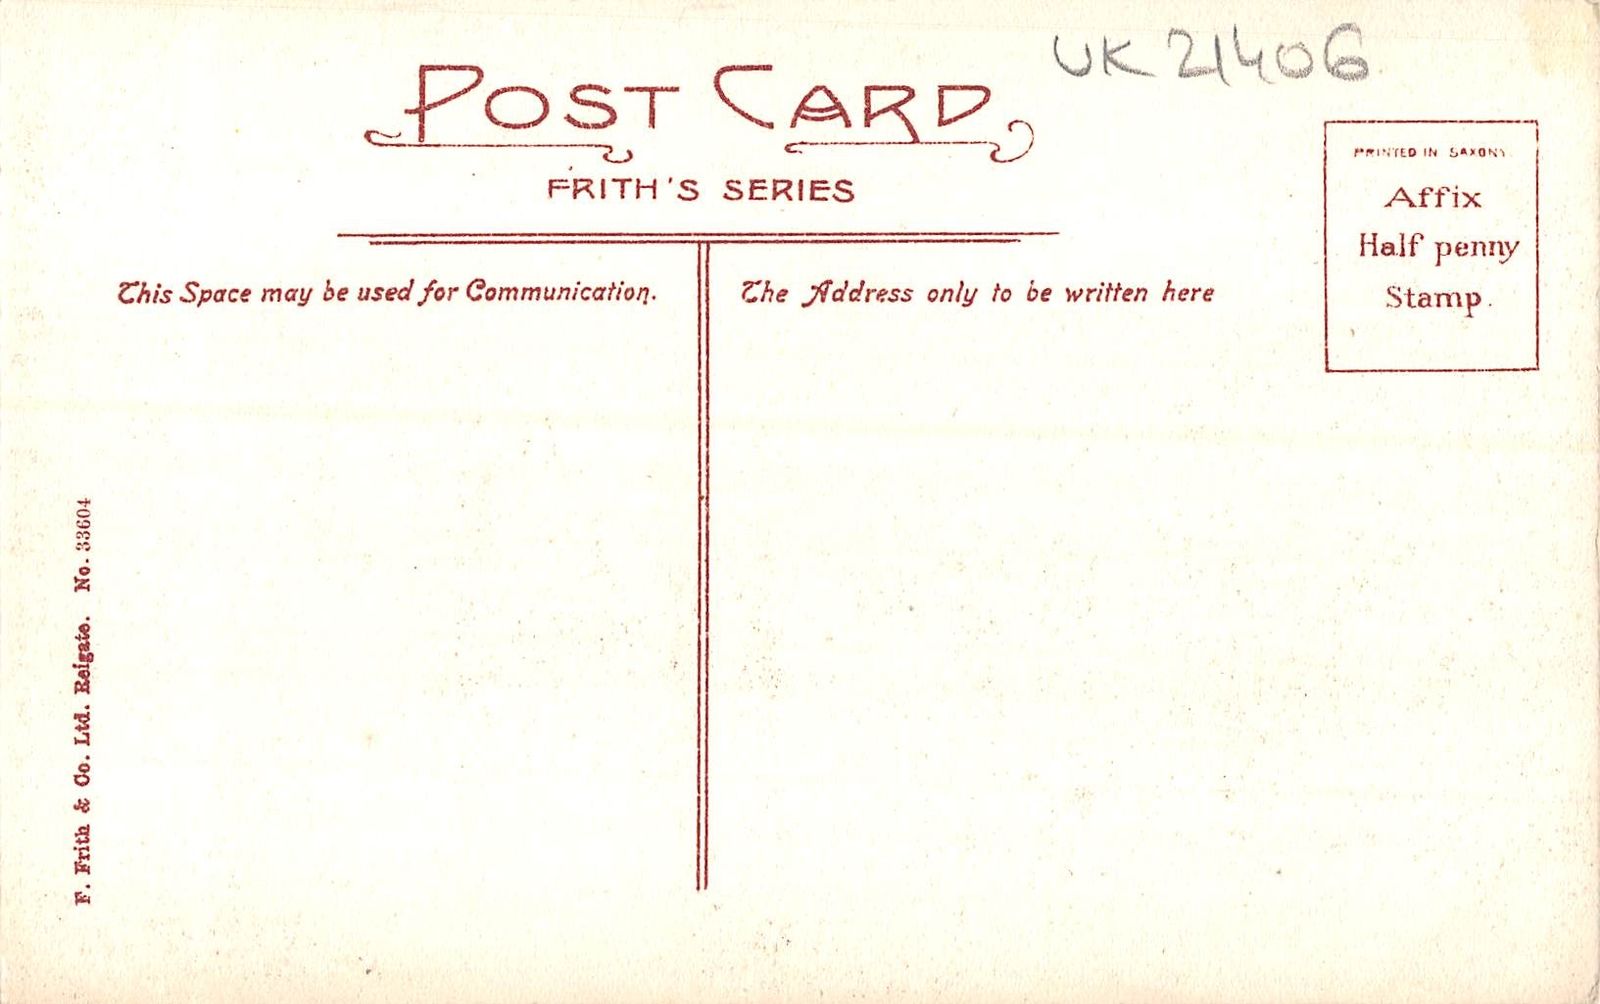 UK 21406
POST CARD
FRITH'S SERIES
PRINTED IN SAXONY.
Affix
Half penny
Stamp.
This Space may be used for Communication.
The Address only to be written here
F. Frith & Co. Ltd. Reigate. No. 33604